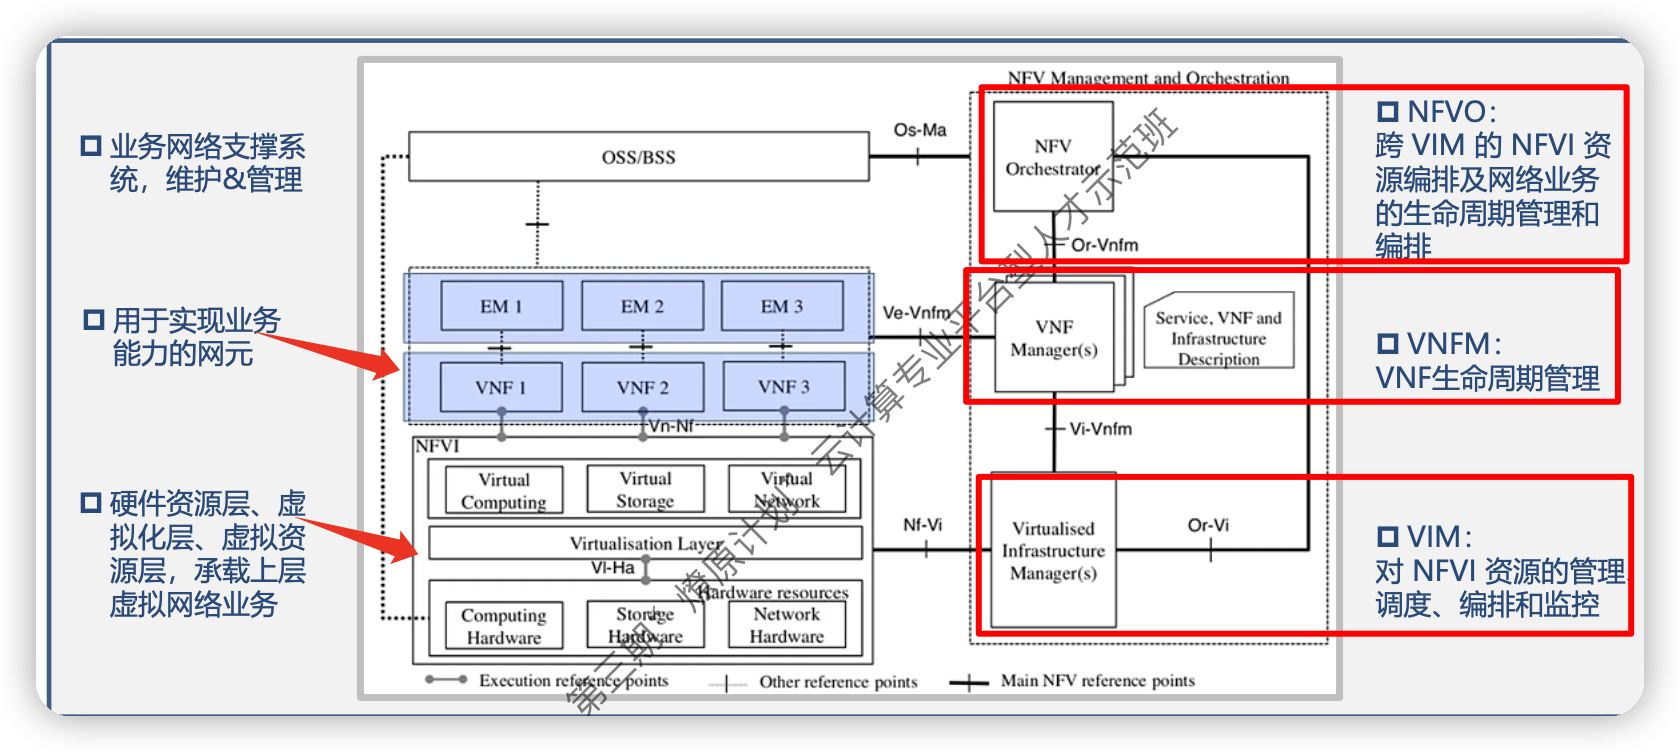 业务网络支撑系
统，维护&管理
用于实现业务
能力的网元
硬件资源层、虚
拟化层、虚拟资
源层，承载上层
虚拟网络业务
NFV Management and Orchestration
OSS/BSS
Os-Ma
NFV
Orchestrator
Or-Vnfm
EM 1
EM 2
EM 3
Ve-Vnfm
VNF
Manager(s)
Service, VNF and
Infrastructure
Description
VNF 1
VNF 2
VNF 3
Vn-Nf
Vi-Vnfm
NFVI
Virtual
Computing
Virtual
Storage
Virtual
Network
Virtualisation Layer
Vl-Ha
Nf-Vi
Virtualised
Infrastructure
Manager(s)
Or-Vi
Hardware resources
Computing
Hardware
Storage
Hardware
Network
Hardware
Execution reference points
Other reference points
Main NFV reference points
NFVO：
跨 VIM 的 NFVI 资
源编排及网络业务
的生命周期管理和
编排
VNFM：
VNF生命周期管理
VIM：
对 NFVI 资源的管理
调度、编排和监控
第三期 燎原计划 云计算专业平台型人才示范班